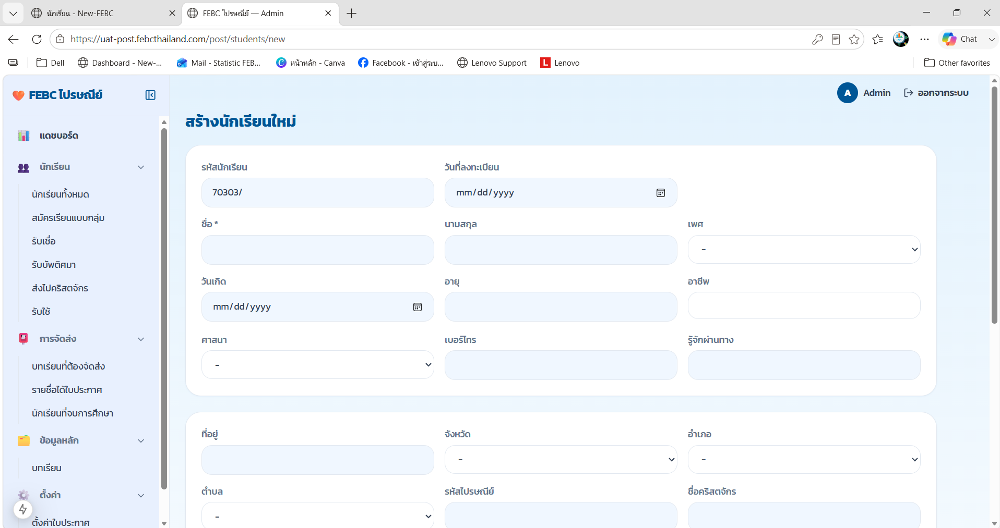 นักเรียน - New-FEBC
FEBC ไปรษณีย์ — Admin
https://uat-post.febcthailand.com/post/students/new
Chat
Dell
Dashboard - New-...
Mail - Statistic FEB...
หน้าหลัก - Canva
Facebook - เข้าสู่ระบ...
Lenovo Support
L Lenovo
Other favorites
FEBC ไปรษณีย์
A Admin
ออกจากระบบ
แดชบอร์ด
นักเรียน
นักเรียนทั้งหมด
สมัครเรียนแบบกลุ่ม
รับเชื่อ
รับบัพติศมา
ส่งไปคริสตจักร
รับใช้
การจัดส่ง
บทเรียนที่ต้องจัดส่ง
รายชื่อได้ใบประกาศ
นักเรียนที่จบการศึกษา
ข้อมูลหลัก
บทเรียน
ตั้งค่า
ตั้งค่าใบประกาศ
สร้างนักเรียนใหม่
รหัสนักเรียน
70303/
วันที่ลงทะเบียน
mm/dd/yyyy
ชื่อ *
นามสกุล
เพศ
-
วันเกิด
mm/dd/yyyy
อายุ
อาชีพ
ศาสนา
-
เบอร์โทร
รู้จักผ่านทาง
ที่อยู่
จังหวัด
-
อำเภอ
-
ตำบล
-
รหัสไปรษณีย์
ชื่อคริสตจักร